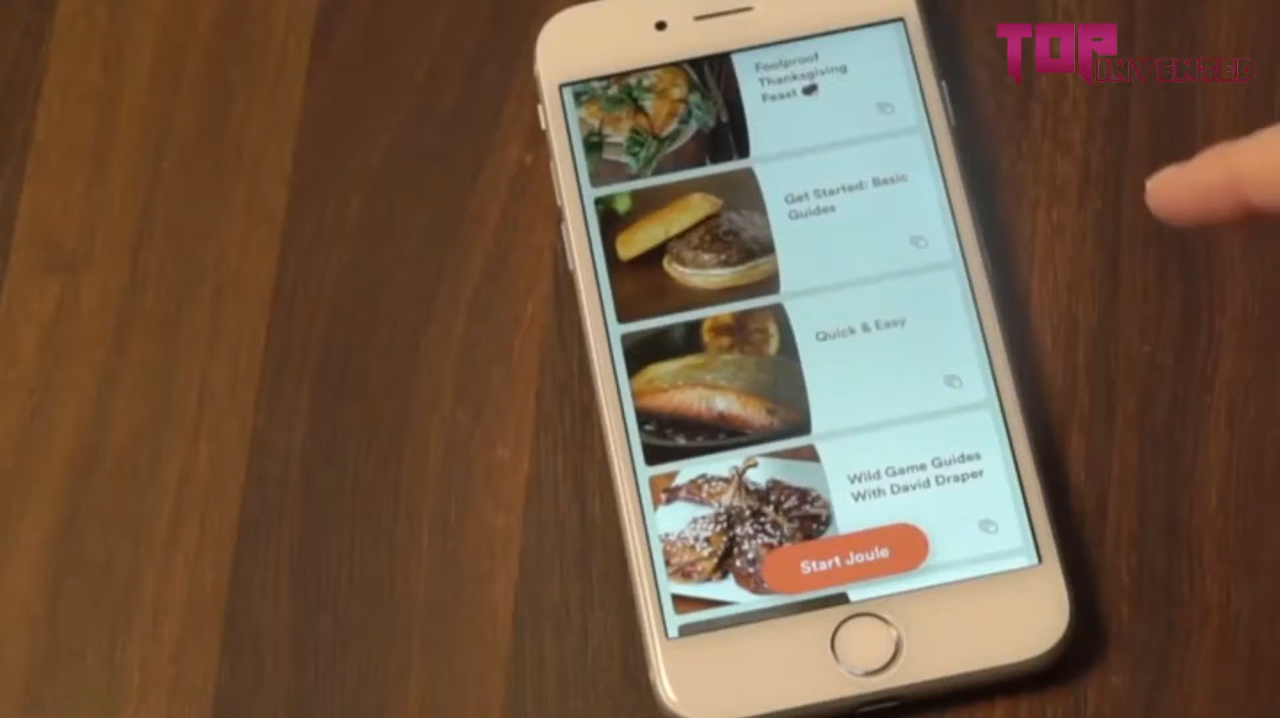 TOP
Foolproof
Thanksgiving
Feast
Get Started: Basic
Guides
Quick & Easy
Wild Game Guides
With David Draper
Start Joule